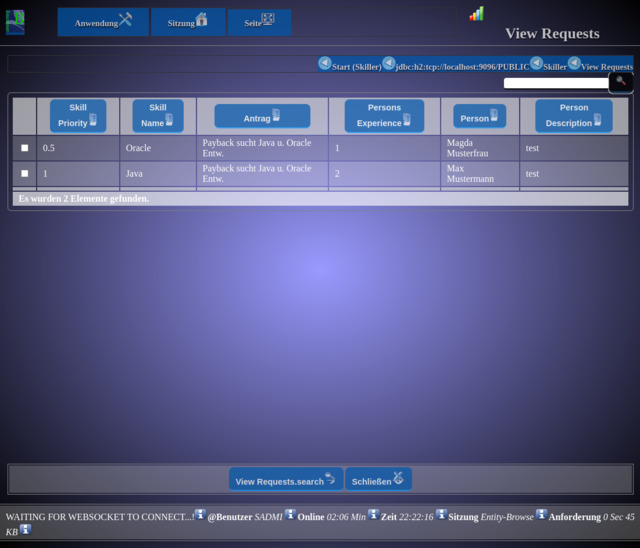 Anwendung Sitzung Seite
View Requests
Start (Skiller) jdbc:h2:tcp://localhost:9096/PUBLIC Skiller View Requests
Skill Priority Skill Name Antrag Persons Experience Person Person Description
0.5 Oracle Payback sucht Java u. Oracle Entw. 1 Magda Musterfrau test
1 Java Payback sucht Java u. Oracle Entw. 2 Max Mustermann test
Es wurden 2 Elemente gefunden.
View Requests.search Schließen
WAITING FOR WEBSOCKET TO CONNECT...! @Benutzer SADMI Online 02:06 Min Zeit 22:22:16 Sitzung Entity-Browse Anforderung 0 Sec 45
KB